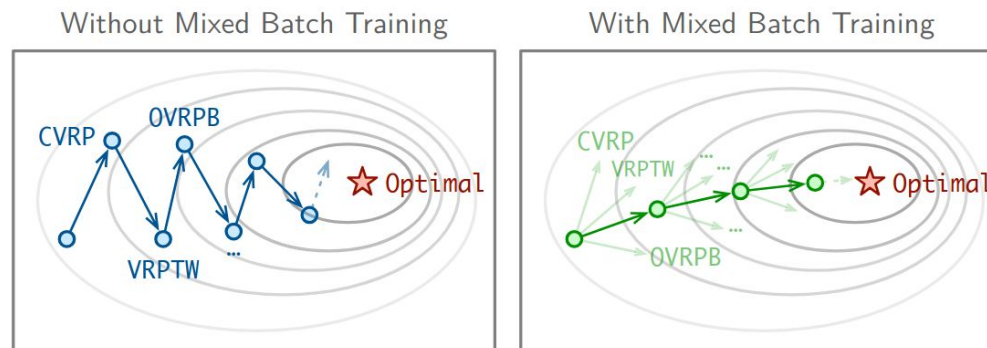 Without Mixed Batch Training
CVRP
OVRPB
VRPTW
...
Optimal
With Mixed Batch Training
CVRP
VRPTW
...
...
...
OVRPB
Optimal